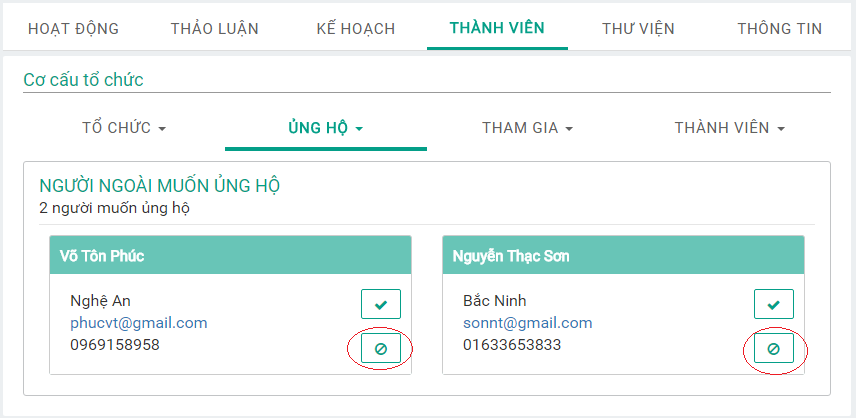 HOẠT ĐỘNG THẢO LUẬN KẾ HOẠCH THÀNH VIÊN THƯ VIỆN THÔNG TIN
Cơ cấu tổ chức
TỔ CHỨC ỦNG HỘ THAM GIA THÀNH VIÊN
NGƯỜI NGOÀI MUỐN ỦNG HỘ
2 người muốn ủng hộ
Võ Tôn Phúc
Nghệ An
phucvt@gmail.com
0969158958
Nguyễn Thạc Sơn
Bắc Ninh
sonnt@gmail.com
01633653833